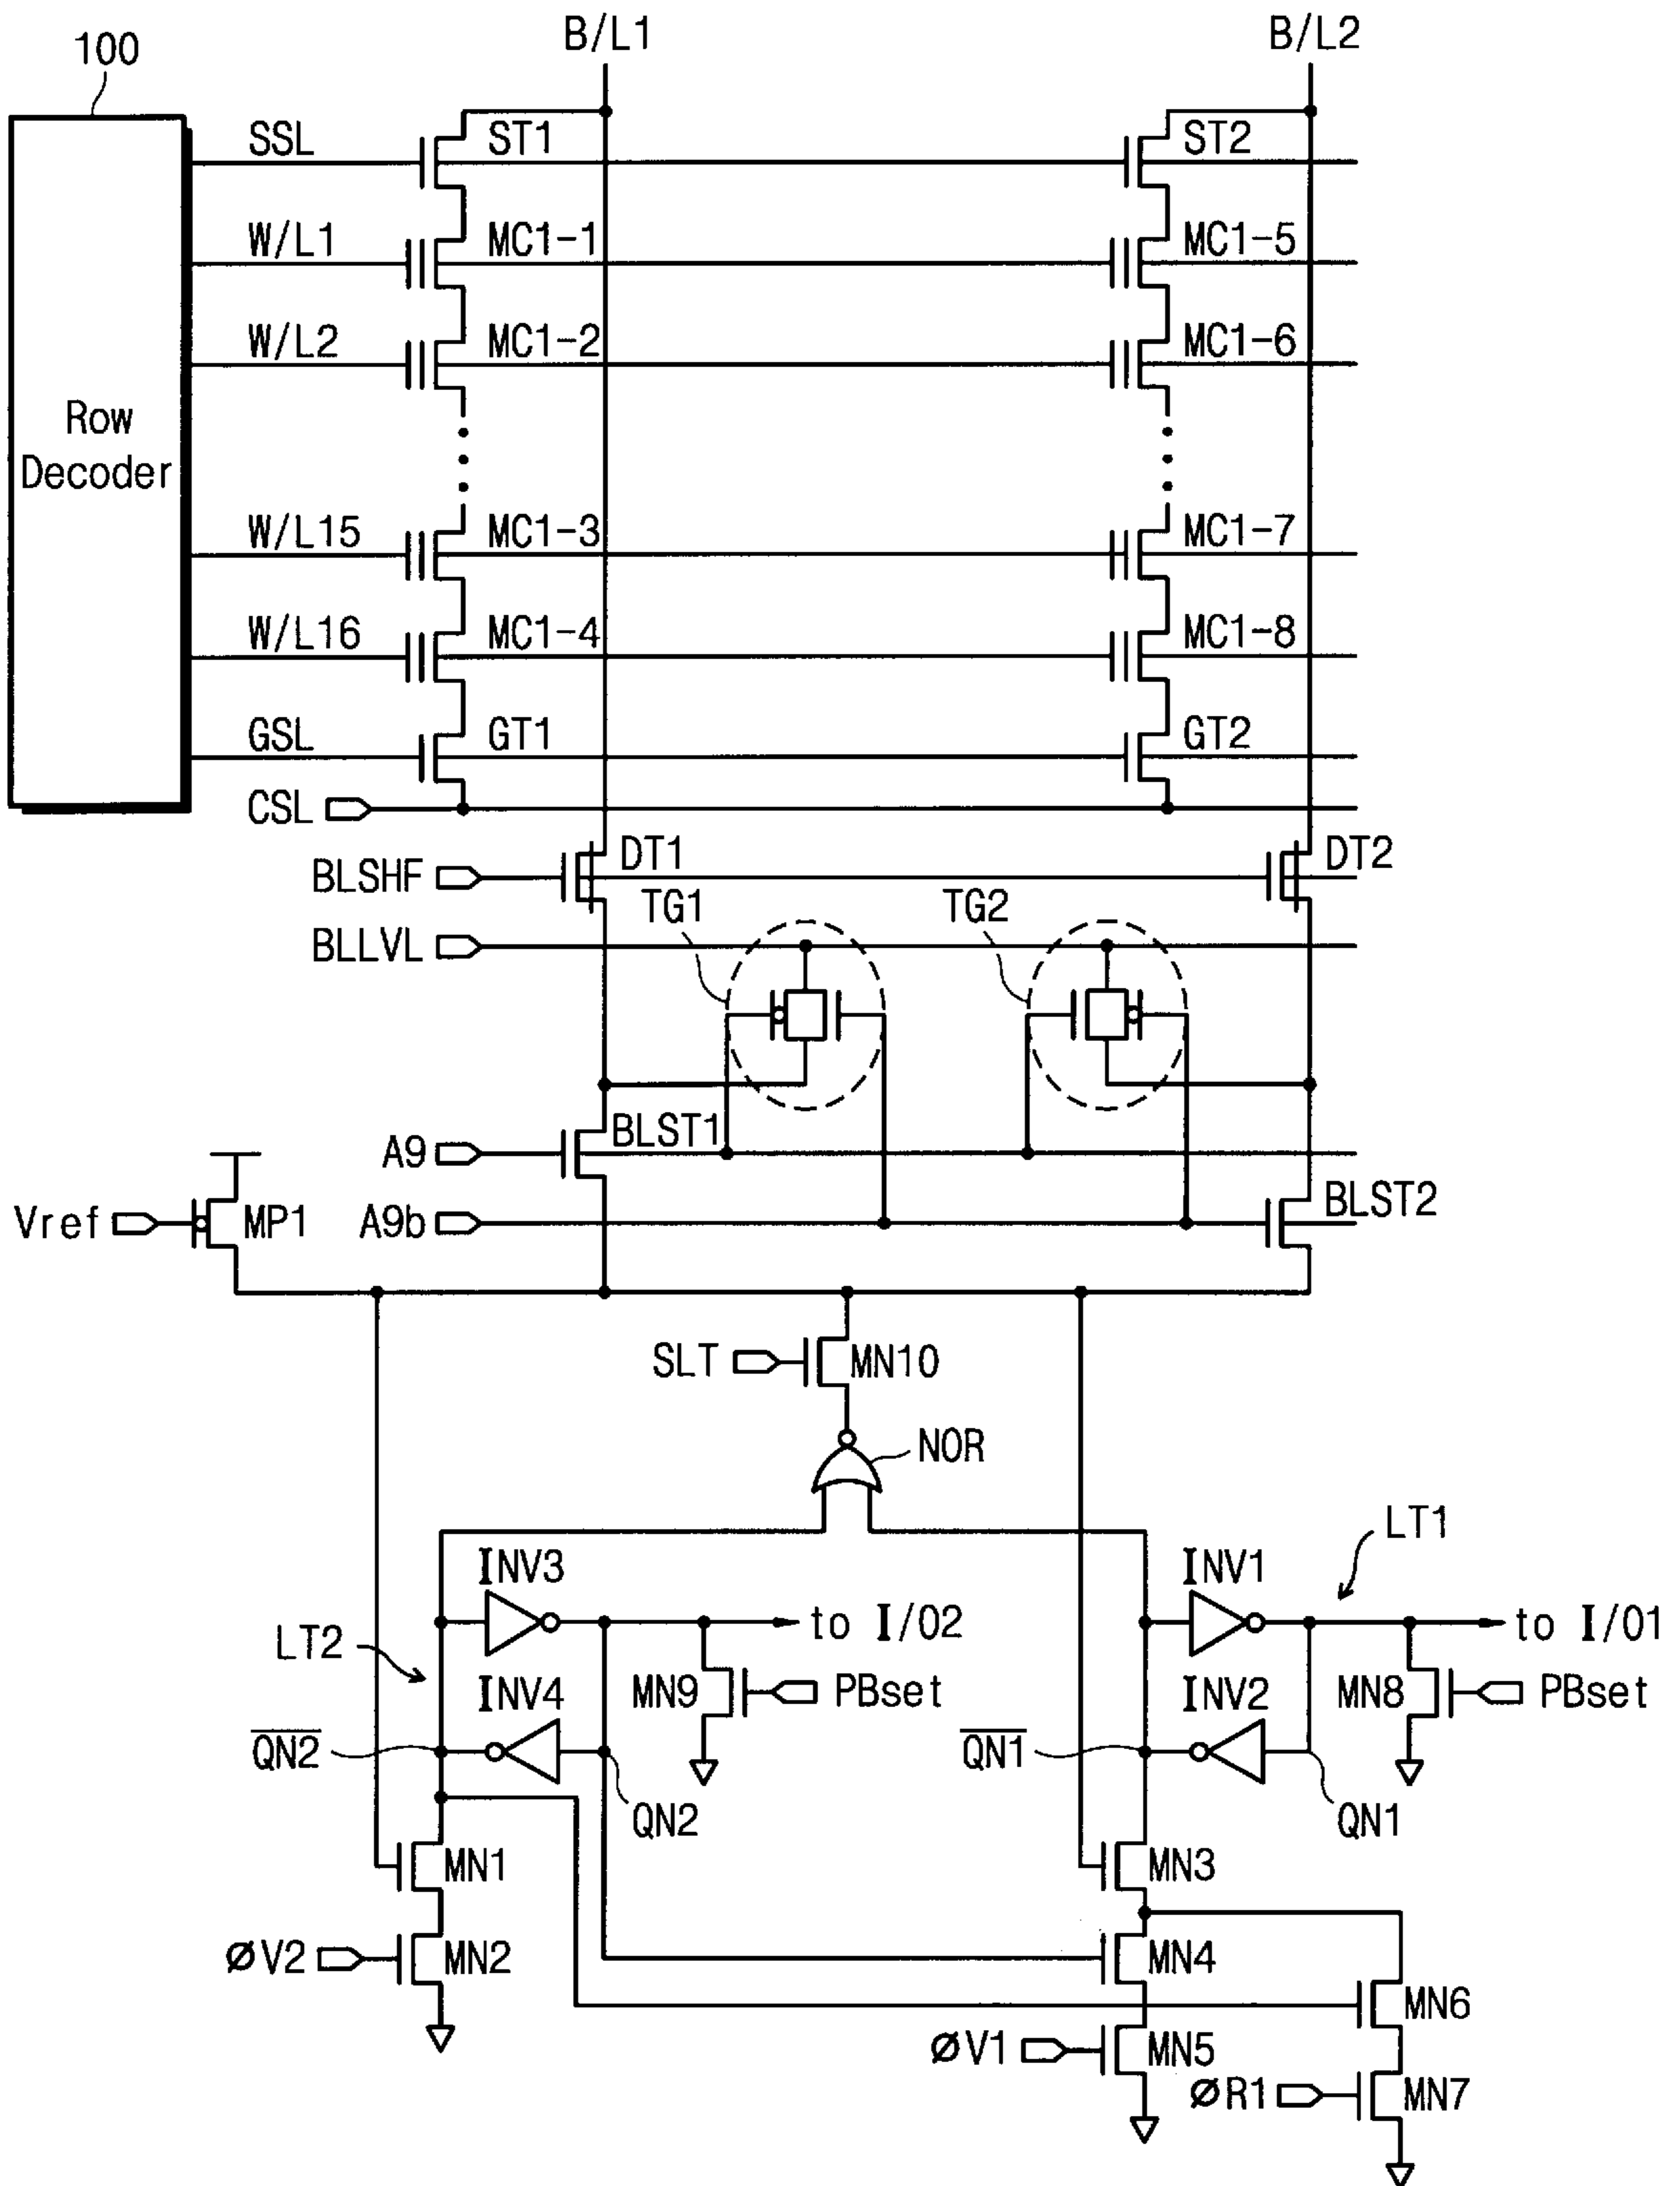 100
B/L1
B/L2
SSL
ST1
ST2
W/L1
MC1-1
MC1-5
W/L2
MC1-2
MC1-6
Row
Decoder
W/L15
MC1-3
MC1-7
W/L16
MC1-4
MC1-8
GSL
GT1
GT2
CSL
BLSHF
DT1
DT2
TG1
TG2
BLLVL
A9
BLST1
Vref
MP1
A9b
BLST2
SLT
MN10
NOR
LT1
INV3
INV1
to I/02
to I/01
LT2
INV4
MN9
PBset
INV2
MN8
PBset
Q̅N̅2̅
Q̅N̅1̅
QN2
QN1
MN1
MN3
ØV2
MN2
MN4
MN6
ØV1
MN5
ØR1
MN7